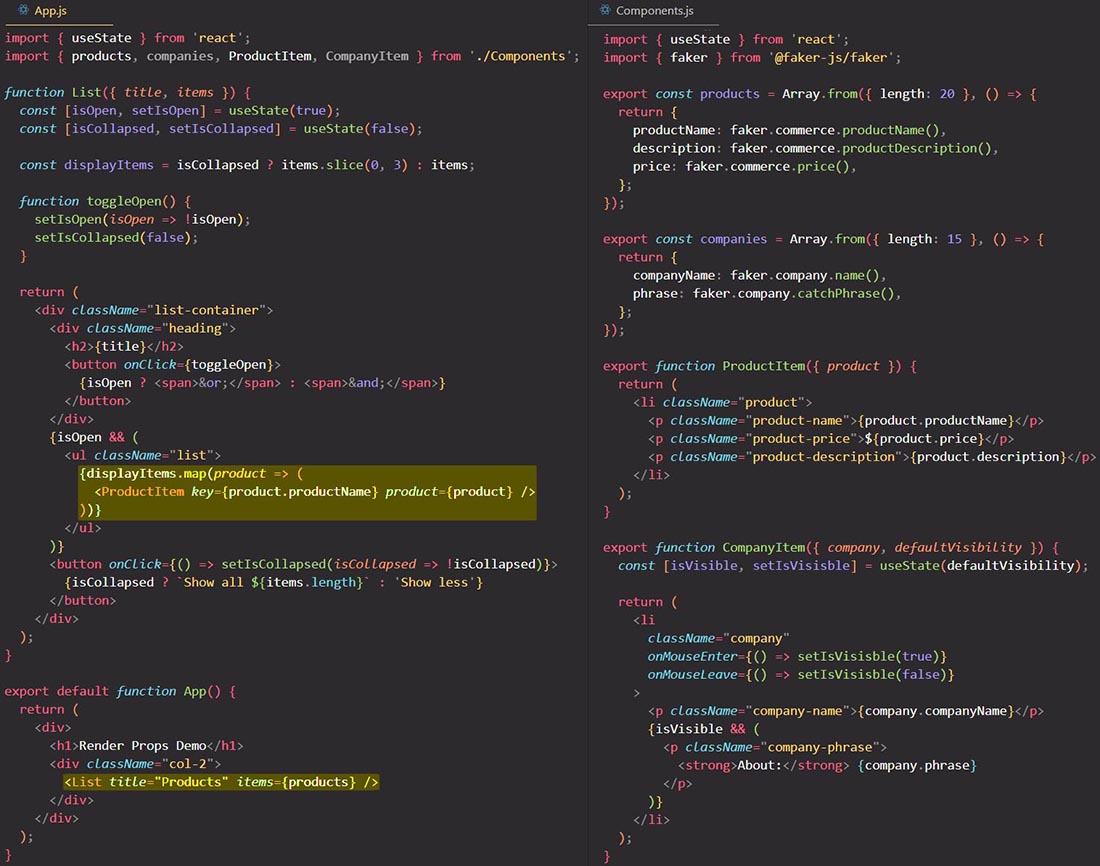 App.js
import { useState } from 'react';
import { products, companies, ProductItem, CompanyItem } from './Components';
function List({ title, items }) {
const [isOpen, setIsOpen] = useState(true);
const [isCollapsed, setIsCollapsed] = useState(false);
const displayItems = isCollapsed ? items.slice(0, 3) : items;
function toggleOpen() {
setIsOpen(isOpen => !isOpen);
setIsCollapsed(false);
}
return (
<div className="list-container">
<div className="heading">
<h2>{title}</h2>
<button onClick={toggleOpen}>
{isOpen ? <span>&or;</span> : <span>&and;</span>}
</button>
</div>
{isOpen && (
<ul className="list">
{displayItems.map(product => (
<ProductItem key={product.productName} product={product} />
))}
</ul>
)}
<button onClick={() => setIsCollapsed(isCollapsed => !isCollapsed)}>
{isCollapsed ? `Show all ${items.length}` : 'Show less'}
</button>
</div>
);
}
export default function App() {
return (
<div>
<h1>Render Props Demo</h1>
<div className="col-2">
<List title="Products" items={products} />
</div>
</div>
);
}
Components.js
import { useState } from 'react';
import { faker } from '@faker-js/faker';
export const products = Array.from({ length: 20 }, () => {
return {
productName: faker.commerce.productName(),
description: faker.commerce.productDescription(),
price: faker.commerce.price(),
};
});
export const companies = Array.from({ length: 15 }, () => {
return {
companyName: faker.company.name(),
phrase: faker.company.catchPhrase(),
};
});
export function ProductItem({ product }) {
return (
<li className="product">
<p className="product-name">{product.productName}</p>
<p className="product-price">${product.price}</p>
<p className="product-description">{product.description}</p>
</li>
);
}
export function CompanyItem({ company, defaultVisibility }) {
const [isVisible, setIsVisisble] = useState(defaultVisibility);
return (
<li
className="company"
onMouseEnter={() => setIsVisisble(true)}
onMouseLeave={() => setIsVisisble(false)}
>
<p className="company-name">{company.companyName}</p>
{isVisible && (
<p className="company-phrase">
<strong>About:</strong> {company.phrase}
</p>
)}
</li>
);
}